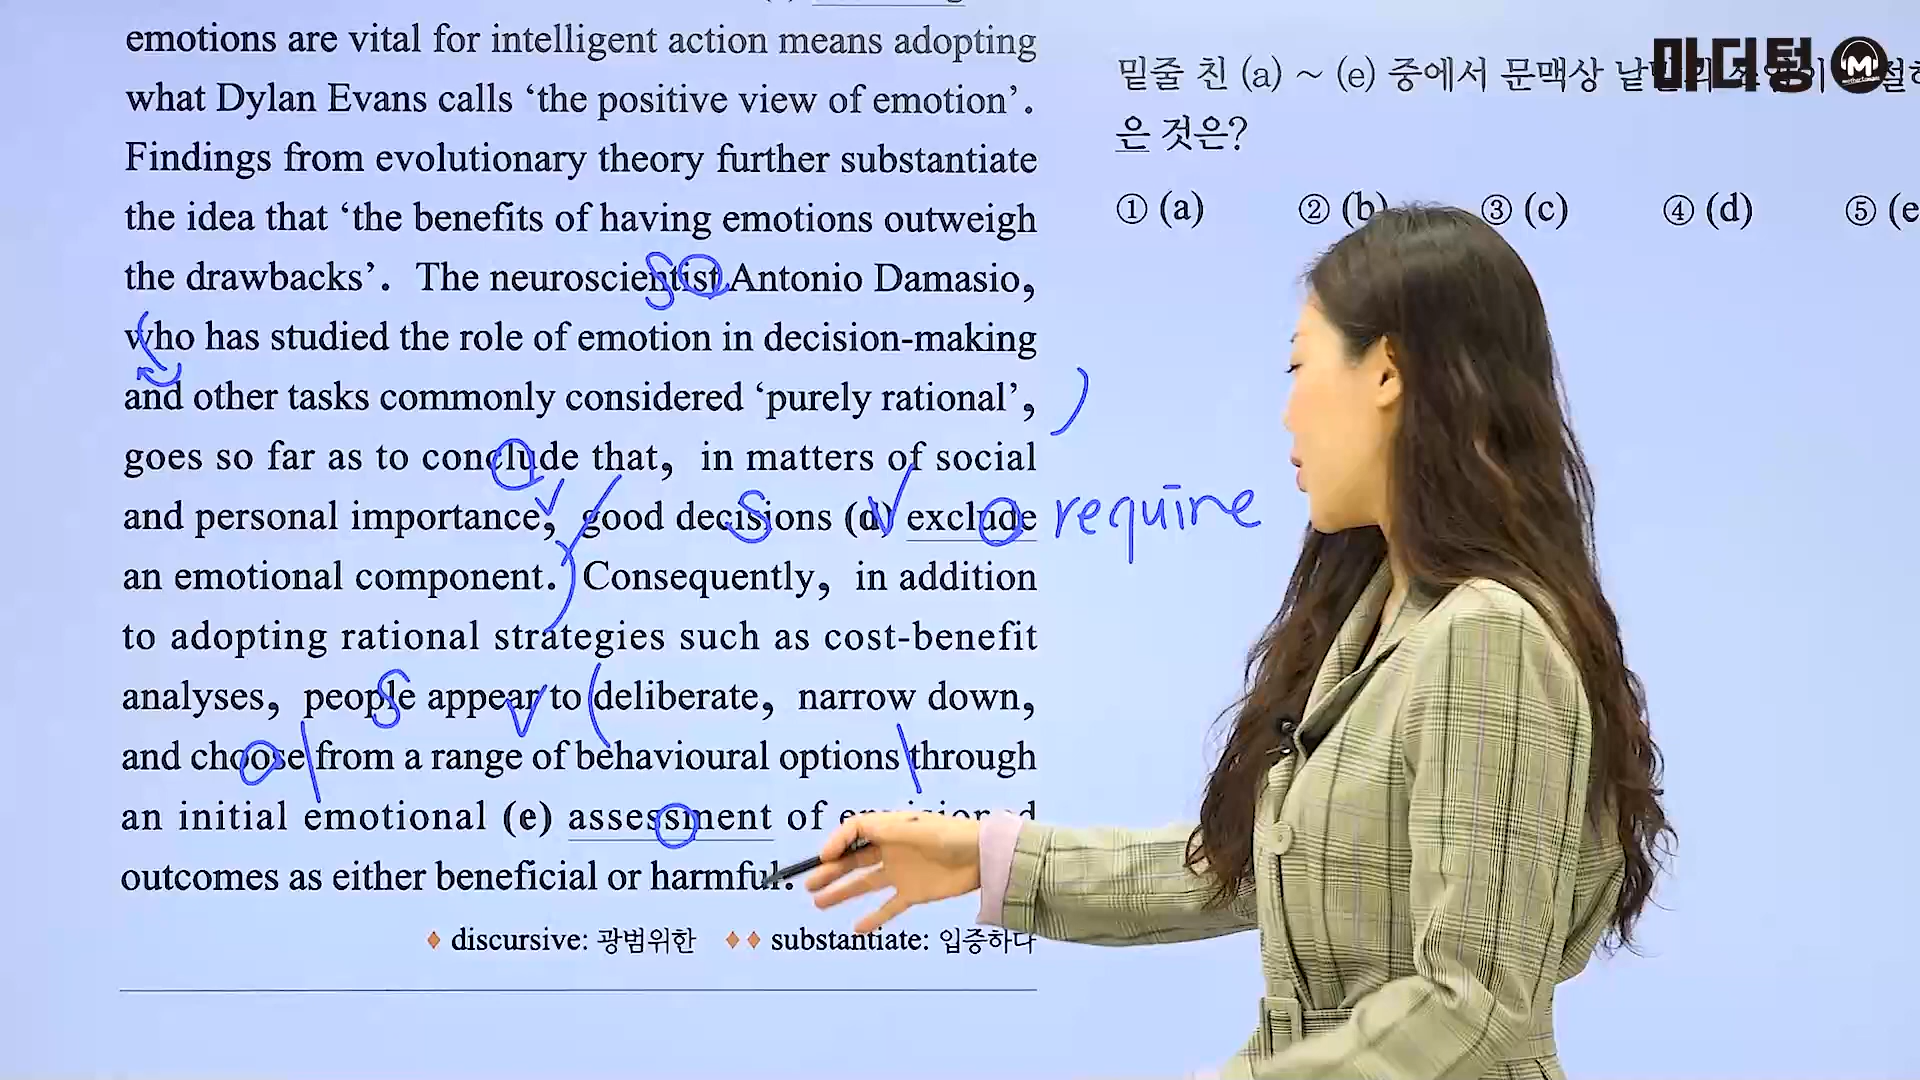 emotions are vital for intelligent action means adopting
what Dylan Evans calls ‘the positive view of emotion’.
Findings from evolutionary theory further substantiate
the idea that ‘the benefits of having emotions outweigh
the drawbacks’. The neuroscientist Antonio Damasio,
who has studied the role of emotion in decision-making
and other tasks commonly considered ‘purely rational’,
goes so far as to conclude that, in matters of social
and personal importance, good decisions (d) exclude
an emotional component. Consequently, in addition
to adopting rational strategies such as cost-benefit
analyses, people appear to deliberate, narrow down,
and choose from a range of behavioural options through
an initial emotional (e) assessment of
outcomes as either beneficial or harmful.
♦ discursive: 광범위한 ♦♦ substantiate: 입증하다
S O
S V O require
S V
O
O
밑줄 친 (a) ~ (e) 중에서 문맥상
은 것은?
① (a) ② (b) ③ (c) ④ (d) ⑤ (e
미더텅 M